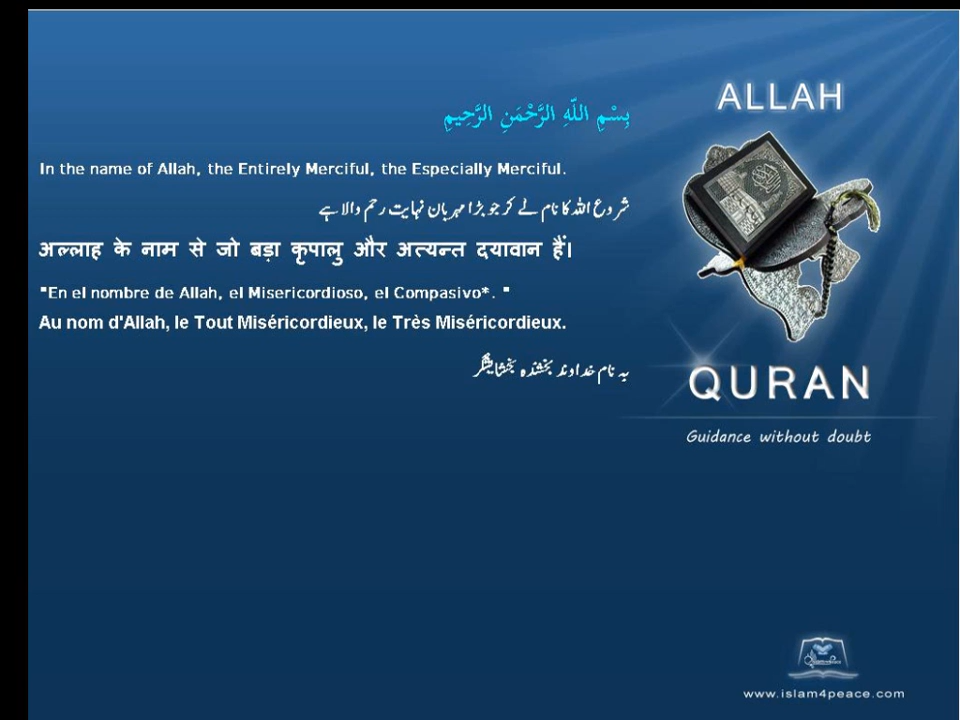 بِسْمِ اللّهِ الرَّحْمَنِ الرَّحِيمِ
In the name of Allah, the Entirely Merciful, the Especially Merciful.
شروع اللہ کا نام لے کر جو بڑا مہربان نہایت رحم والا ہے
अल्लाह के नाम से जो बड़ा कृपालु और अत्यन्त दयावान हैं।
"En el nombre de Allah, el Misericordioso, el Compasivo*. "
Au nom d'Allah, le Tout Miséricordieux, le Très Miséricordieux.
به نام خداوند بخشنده بخشایشگر
ALLAH
QURAN
Guidance without doubt
www.islam4peace.com